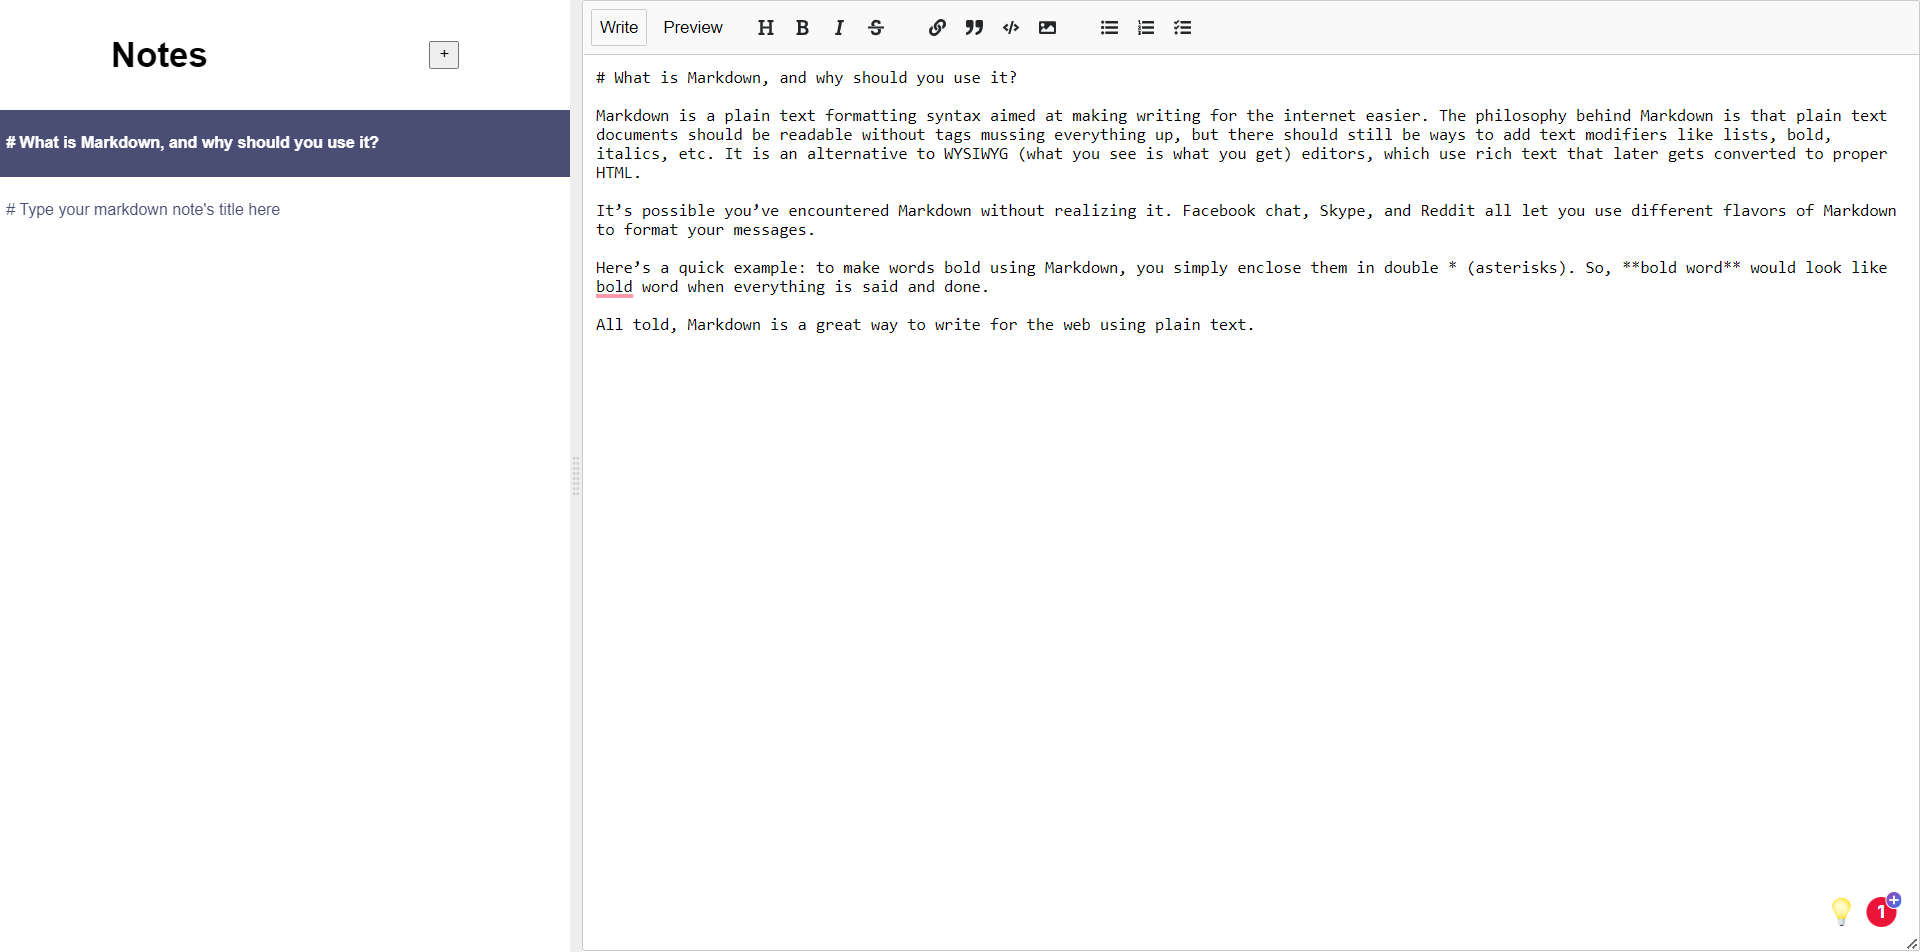 Notes
+
# What is Markdown, and why should you use it?
# Type your markdown note's title here
Write Preview H B I S
# What is Markdown, and why should you use it?
Markdown is a plain text formatting syntax aimed at making writing for the internet easier. The philosophy behind Markdown is that plain text
documents should be readable without tags mussing everything up, but there should still be ways to add text modifiers like lists, bold,
italics, etc. It is an alternative to WYSIWYG (what you see is what you get) editors, which use rich text that later gets converted to proper
HTML.
It’s possible you’ve encountered Markdown without realizing it. Facebook chat, Skype, and Reddit all let you use different flavors of Markdown
to format your messages.
Here’s a quick example: to make words bold using Markdown, you simply enclose them in double * (asterisks). So, **bold word** would look like
bold word when everything is said and done.
All told, Markdown is a great way to write for the web using plain text.
1
+